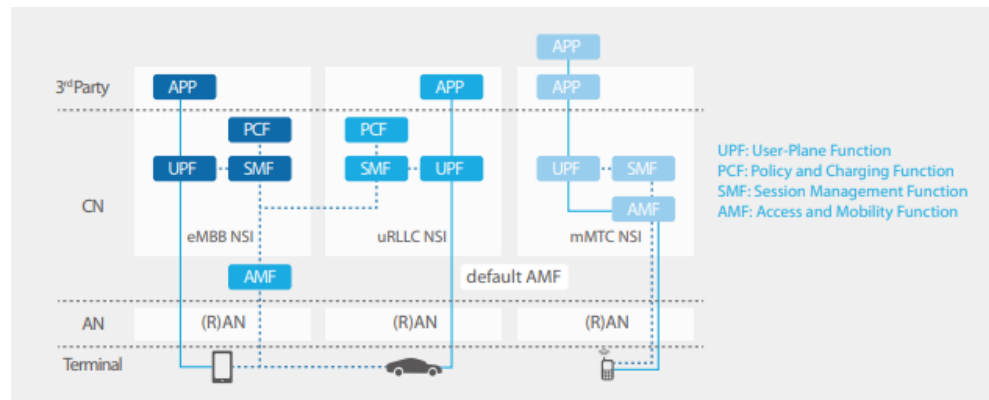 APP
3rd Party APP APP APP
PCF PCF
UPF SMF SMF UPF UPF SMF
UPF: User-Plane Function
PCF: Policy and Charging Function
SMF: Session Management Function
AMF: Access and Mobility Function
CN AMF
eMBB NSI uRLLC NSI mMTC NSI
AMF default AMF
AN (R)AN (R)AN (R)AN
Terminal